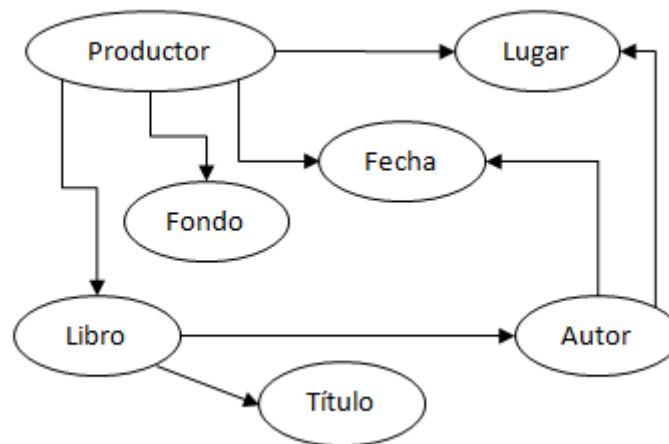 Productor
Lugar
Fecha
Fondo
Libro
Autor
Título